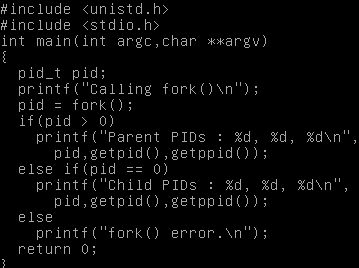 #include <unistd.h>
#include <stdio.h>
int main(int argc,char **argv)
{
  pid_t pid;
  printf("Calling fork()\n");
  pid = fork();
  if(pid > 0)
    printf("Parent PIDs : %d, %d, %d\n",
      pid,getpid(),getppid());
  else if(pid == 0)
    printf("Child PIDs : %d, %d, %d\n",
      pid,getpid(),getppid());
  else
    printf("fork() error.\n");
  return 0;
}